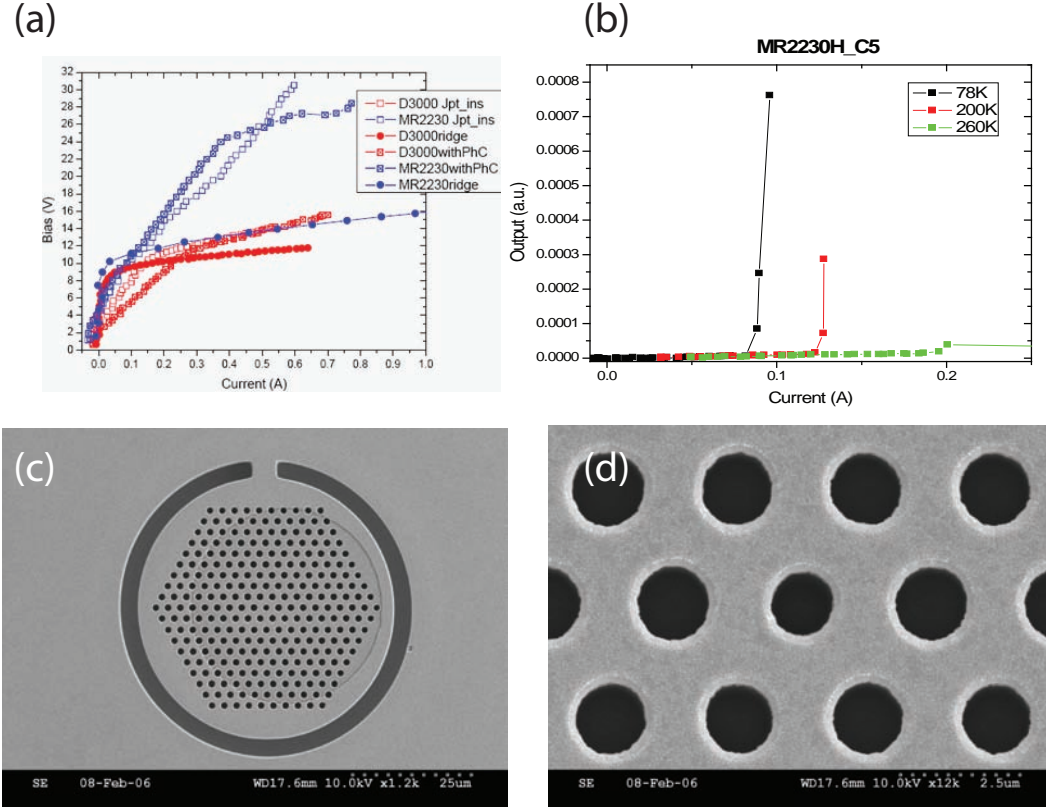 (a)
32
30
28
26
24
22
20
18
16
14
12
10
8
6
4
2
0
Bias (V)
0.0 0.1 0.2 0.3 0.4 0.5 0.6 0.7 0.8 0.9 1.0
Current (A)
D3000 Jpt_ins
MR2230 Jpt_ins
D3000ridge
D3000withPhC
MR2230withPhC
MR2230ridge
(b)
MR2230H_C5
0.0008
0.0007
0.0006
0.0005
0.0004
0.0003
0.0002
0.0001
0.0000
Output (a.u.)
0.0 0.1 0.2
Current (A)
78K
200K
260K
(c)
SE 08-Feb-06 WD17.6mm 10.0kV x1.2k 25um
(d)
SE 08-Feb-06 WD17.6mm 10.0kV x12k 2.5um